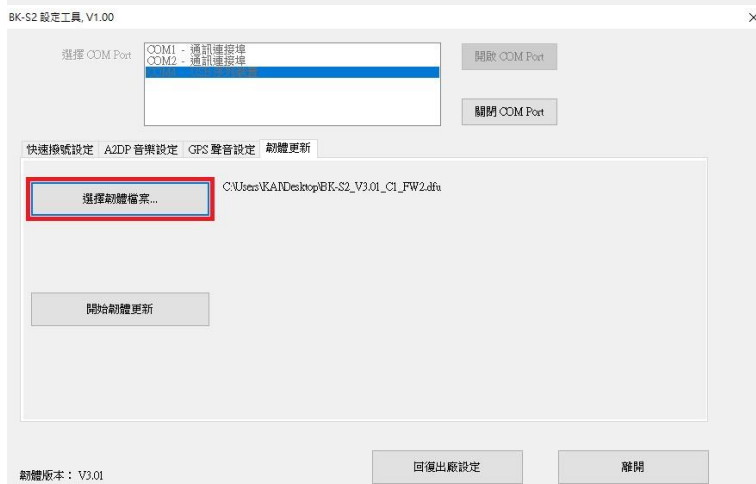 BK-S2 設定工具, V1.00
選擇 COM Port
COM1 - 通訊連接埠
COM2 - 通訊連接埠
開啟 COM Port
關閉 COM Port
快速撥號設定 A2DP 音樂設定 GPS 聲音設定 韌體更新
選擇韌體檔案...
C:\Users\KAI\Desktop\BK-S2_V3.01_C1_FW2.dfu
開始韌體更新
韌體版本： V3.01
回復出廠設定
離開